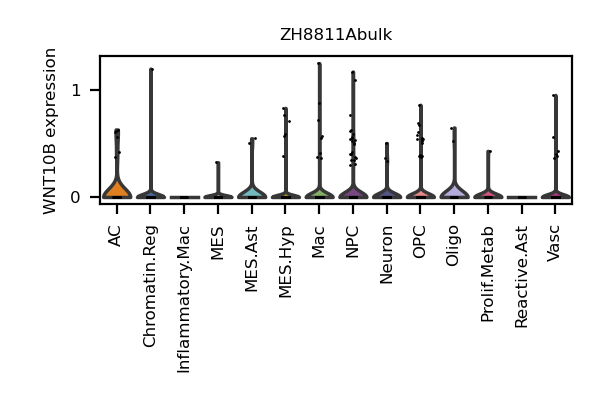 ZH8811Abulk
WNT10B expression
1
0
AC
Chromatin.Reg
Inflammatory.Mac
MES
MES.Ast
MES.Hyp
Mac
NPC
Neuron
OPC
Oligo
Prolif.Metab
Reactive.Ast
Vasc